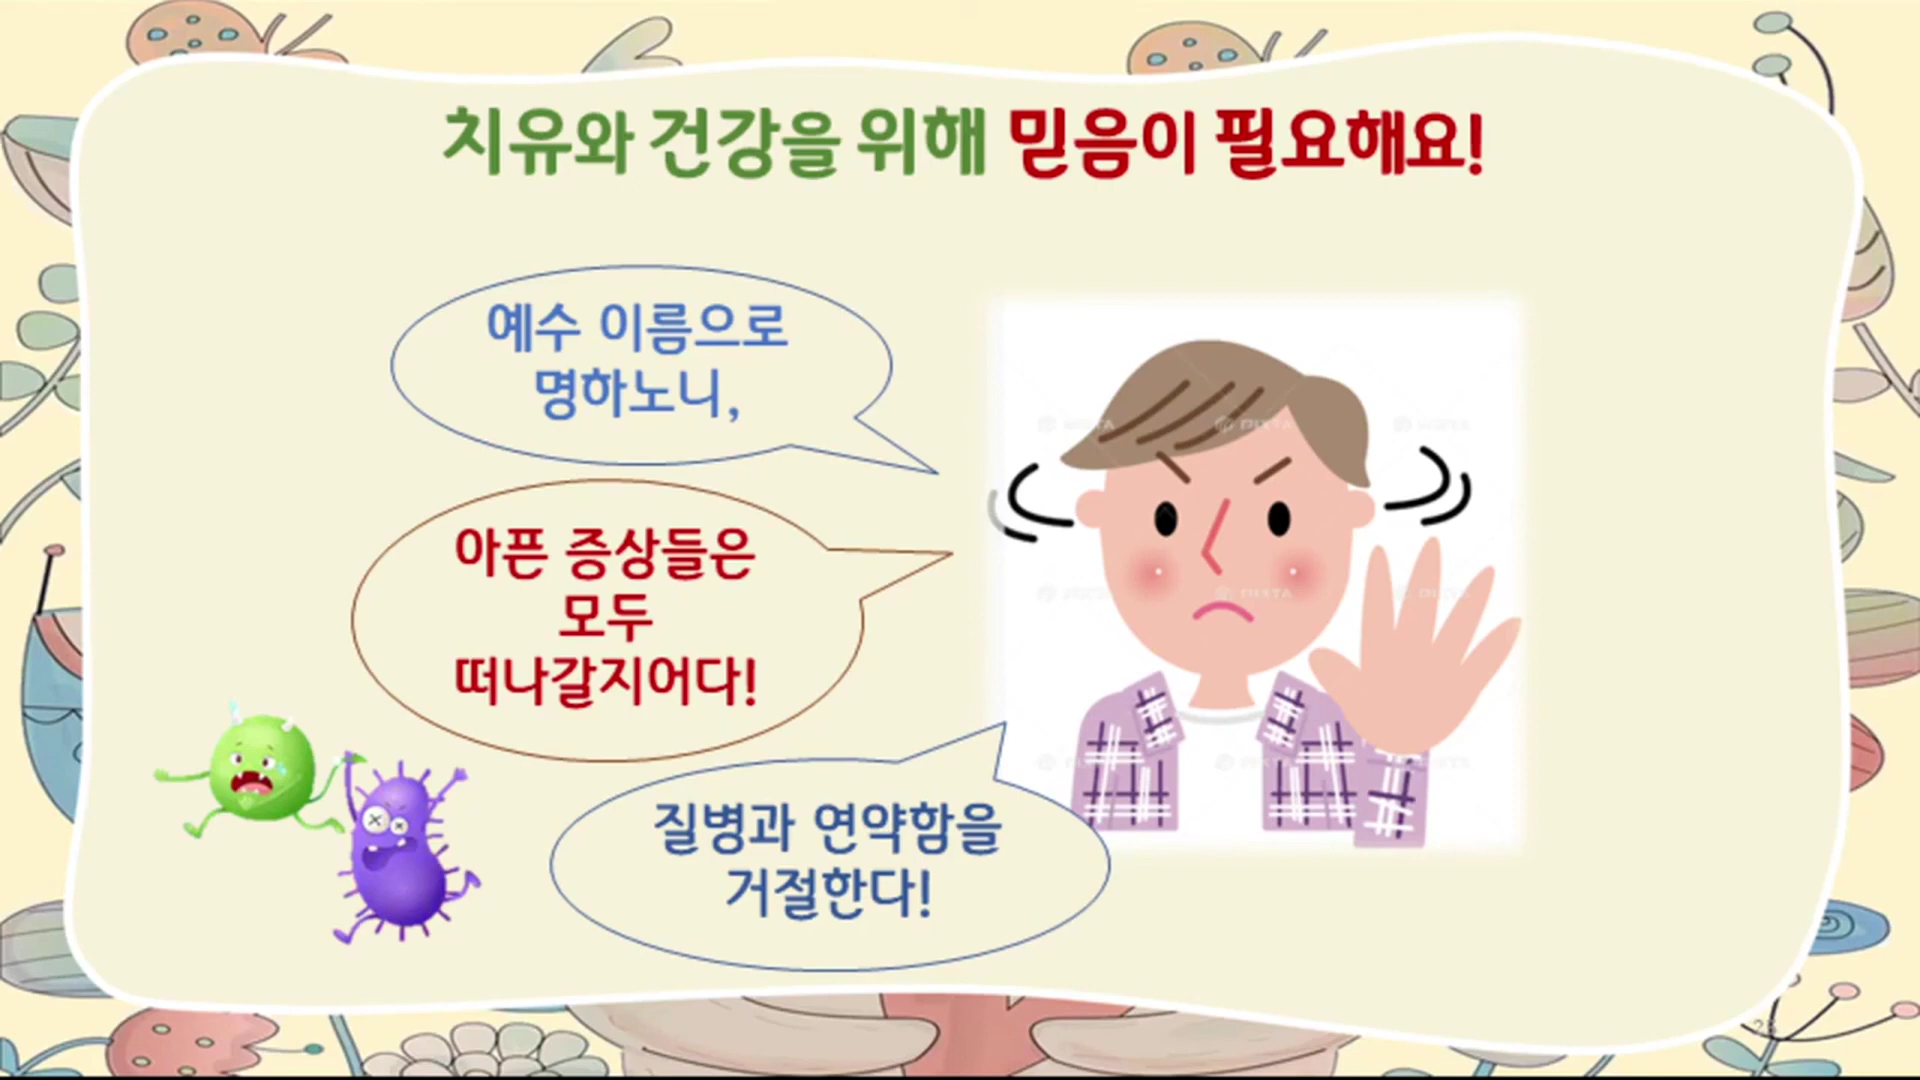 치유와 건강을 위해 믿음이 필요해요!
예수 이름으로
명하노니,
아픈 증상들은
모두
떠나갈지어다!
질병과 연약함을
거절한다!
PIXTA